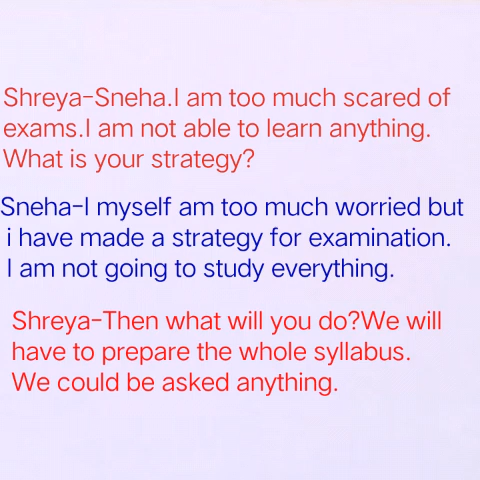 Shreya-Sneha.I am too much scared of
exams.I am not able to learn anything.
What is your strategy?
Sneha-I myself am too much worried but
i have made a strategy for examination.
I am not going to study everything.
Shreya-Then what will you do?We will
have to prepare the whole syllabus.
We could be asked anything.